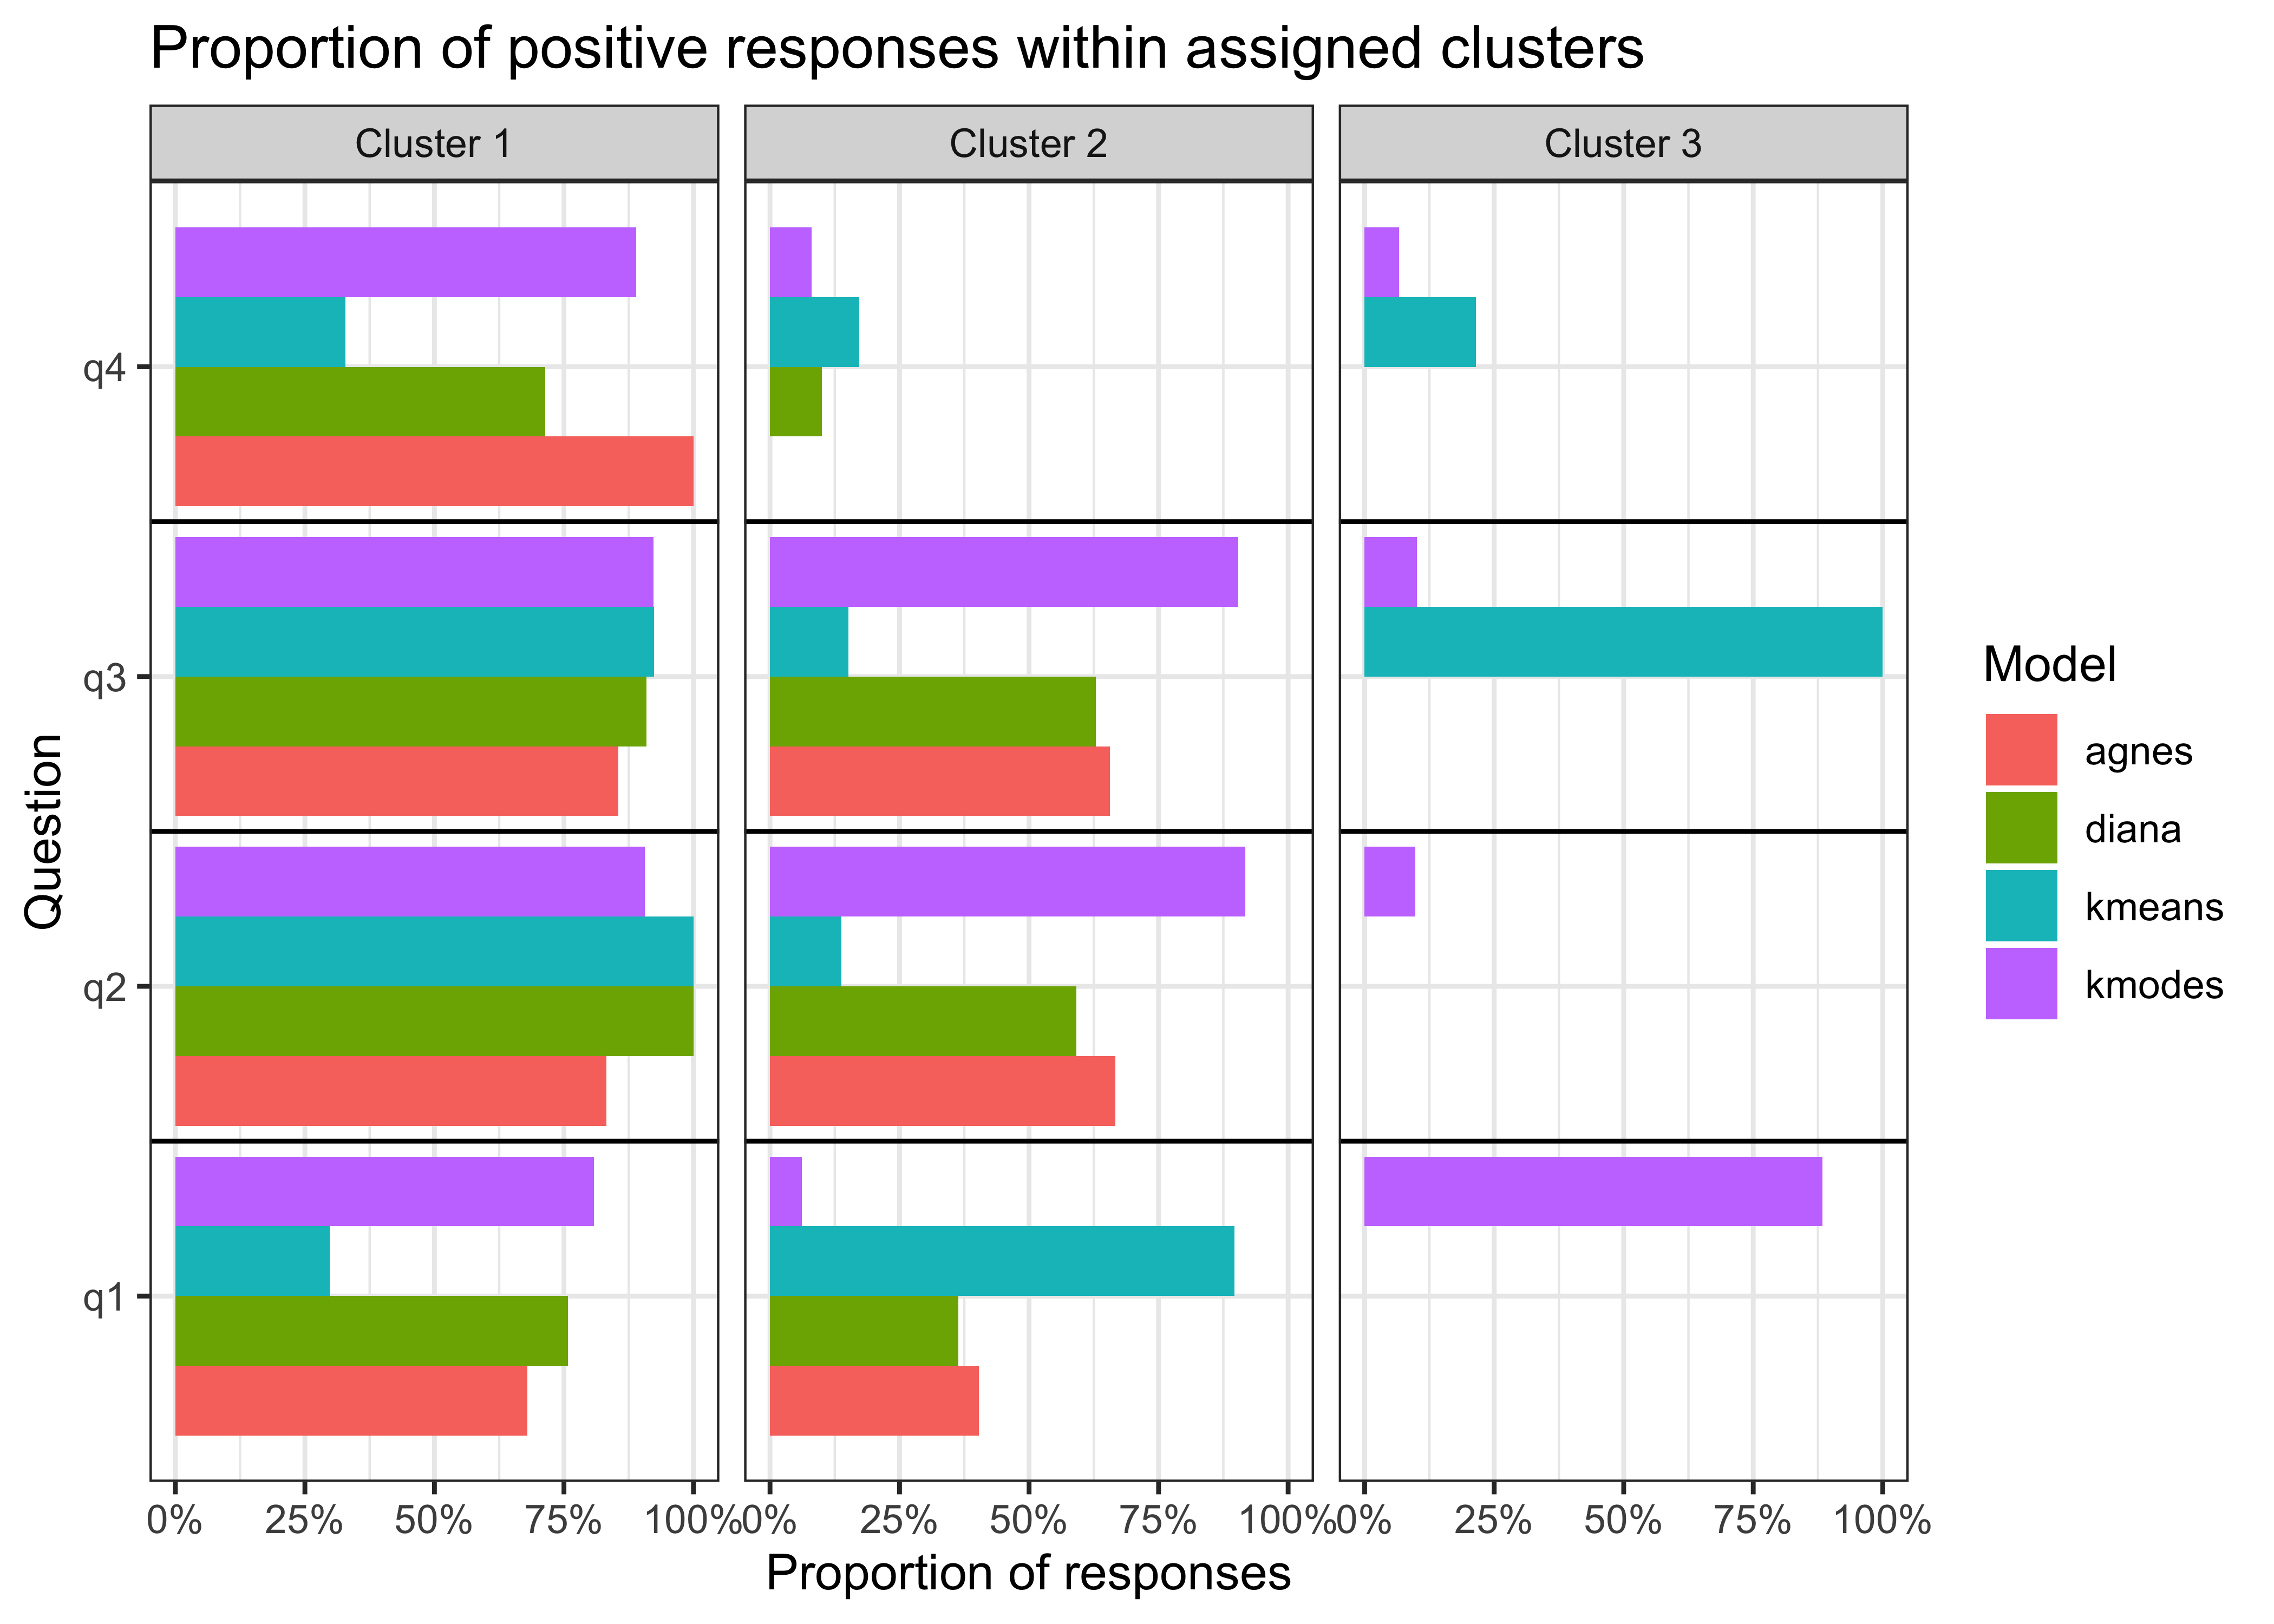 Proportion of positive responses within assigned clusters
Cluster 1
Cluster 2
Cluster 3
q4
q3
q2
q1
Question
0% 25% 50% 75% 100%
0% 25% 50% 75% 100%
0% 25% 50% 75% 100%
Proportion of responses
Model
agnes
diana
kmeans
kmodes